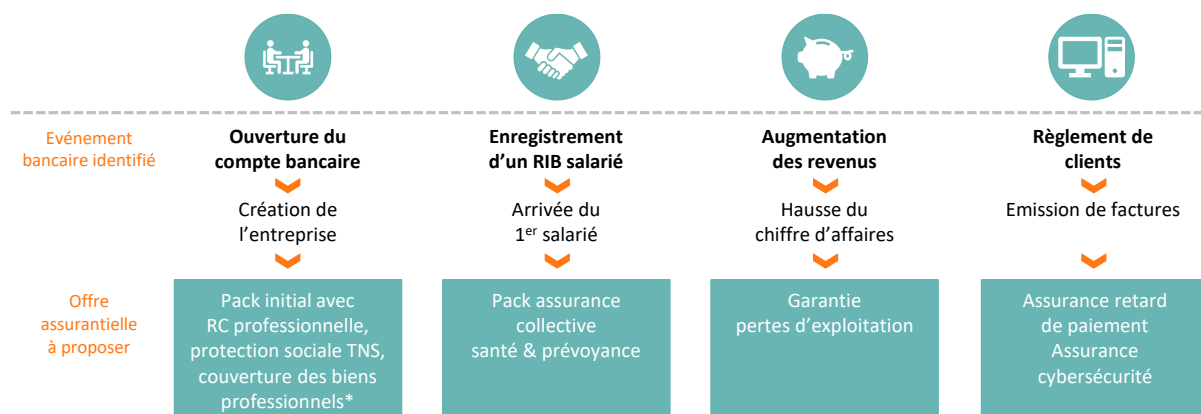 Evénement
bancaire identifié
Ouverture du
compte bancaire
Enregistrement
d’un RIB salarié
Augmentation
des revenus
Règlement de
clients
Création de
l’entreprise
Arrivée du
1er salarié
Hausse du
chiffre d’affaires
Emission de factures
Offre
assurantielle
à proposer
Pack initial avec
RC professionnelle,
protection sociale TNS,
couverture des biens
professionnels*
Pack assurance
collective
santé & prévoyance
Garantie
pertes d’exploitation
Assurance retard
de paiement
Assurance
cybersécurité